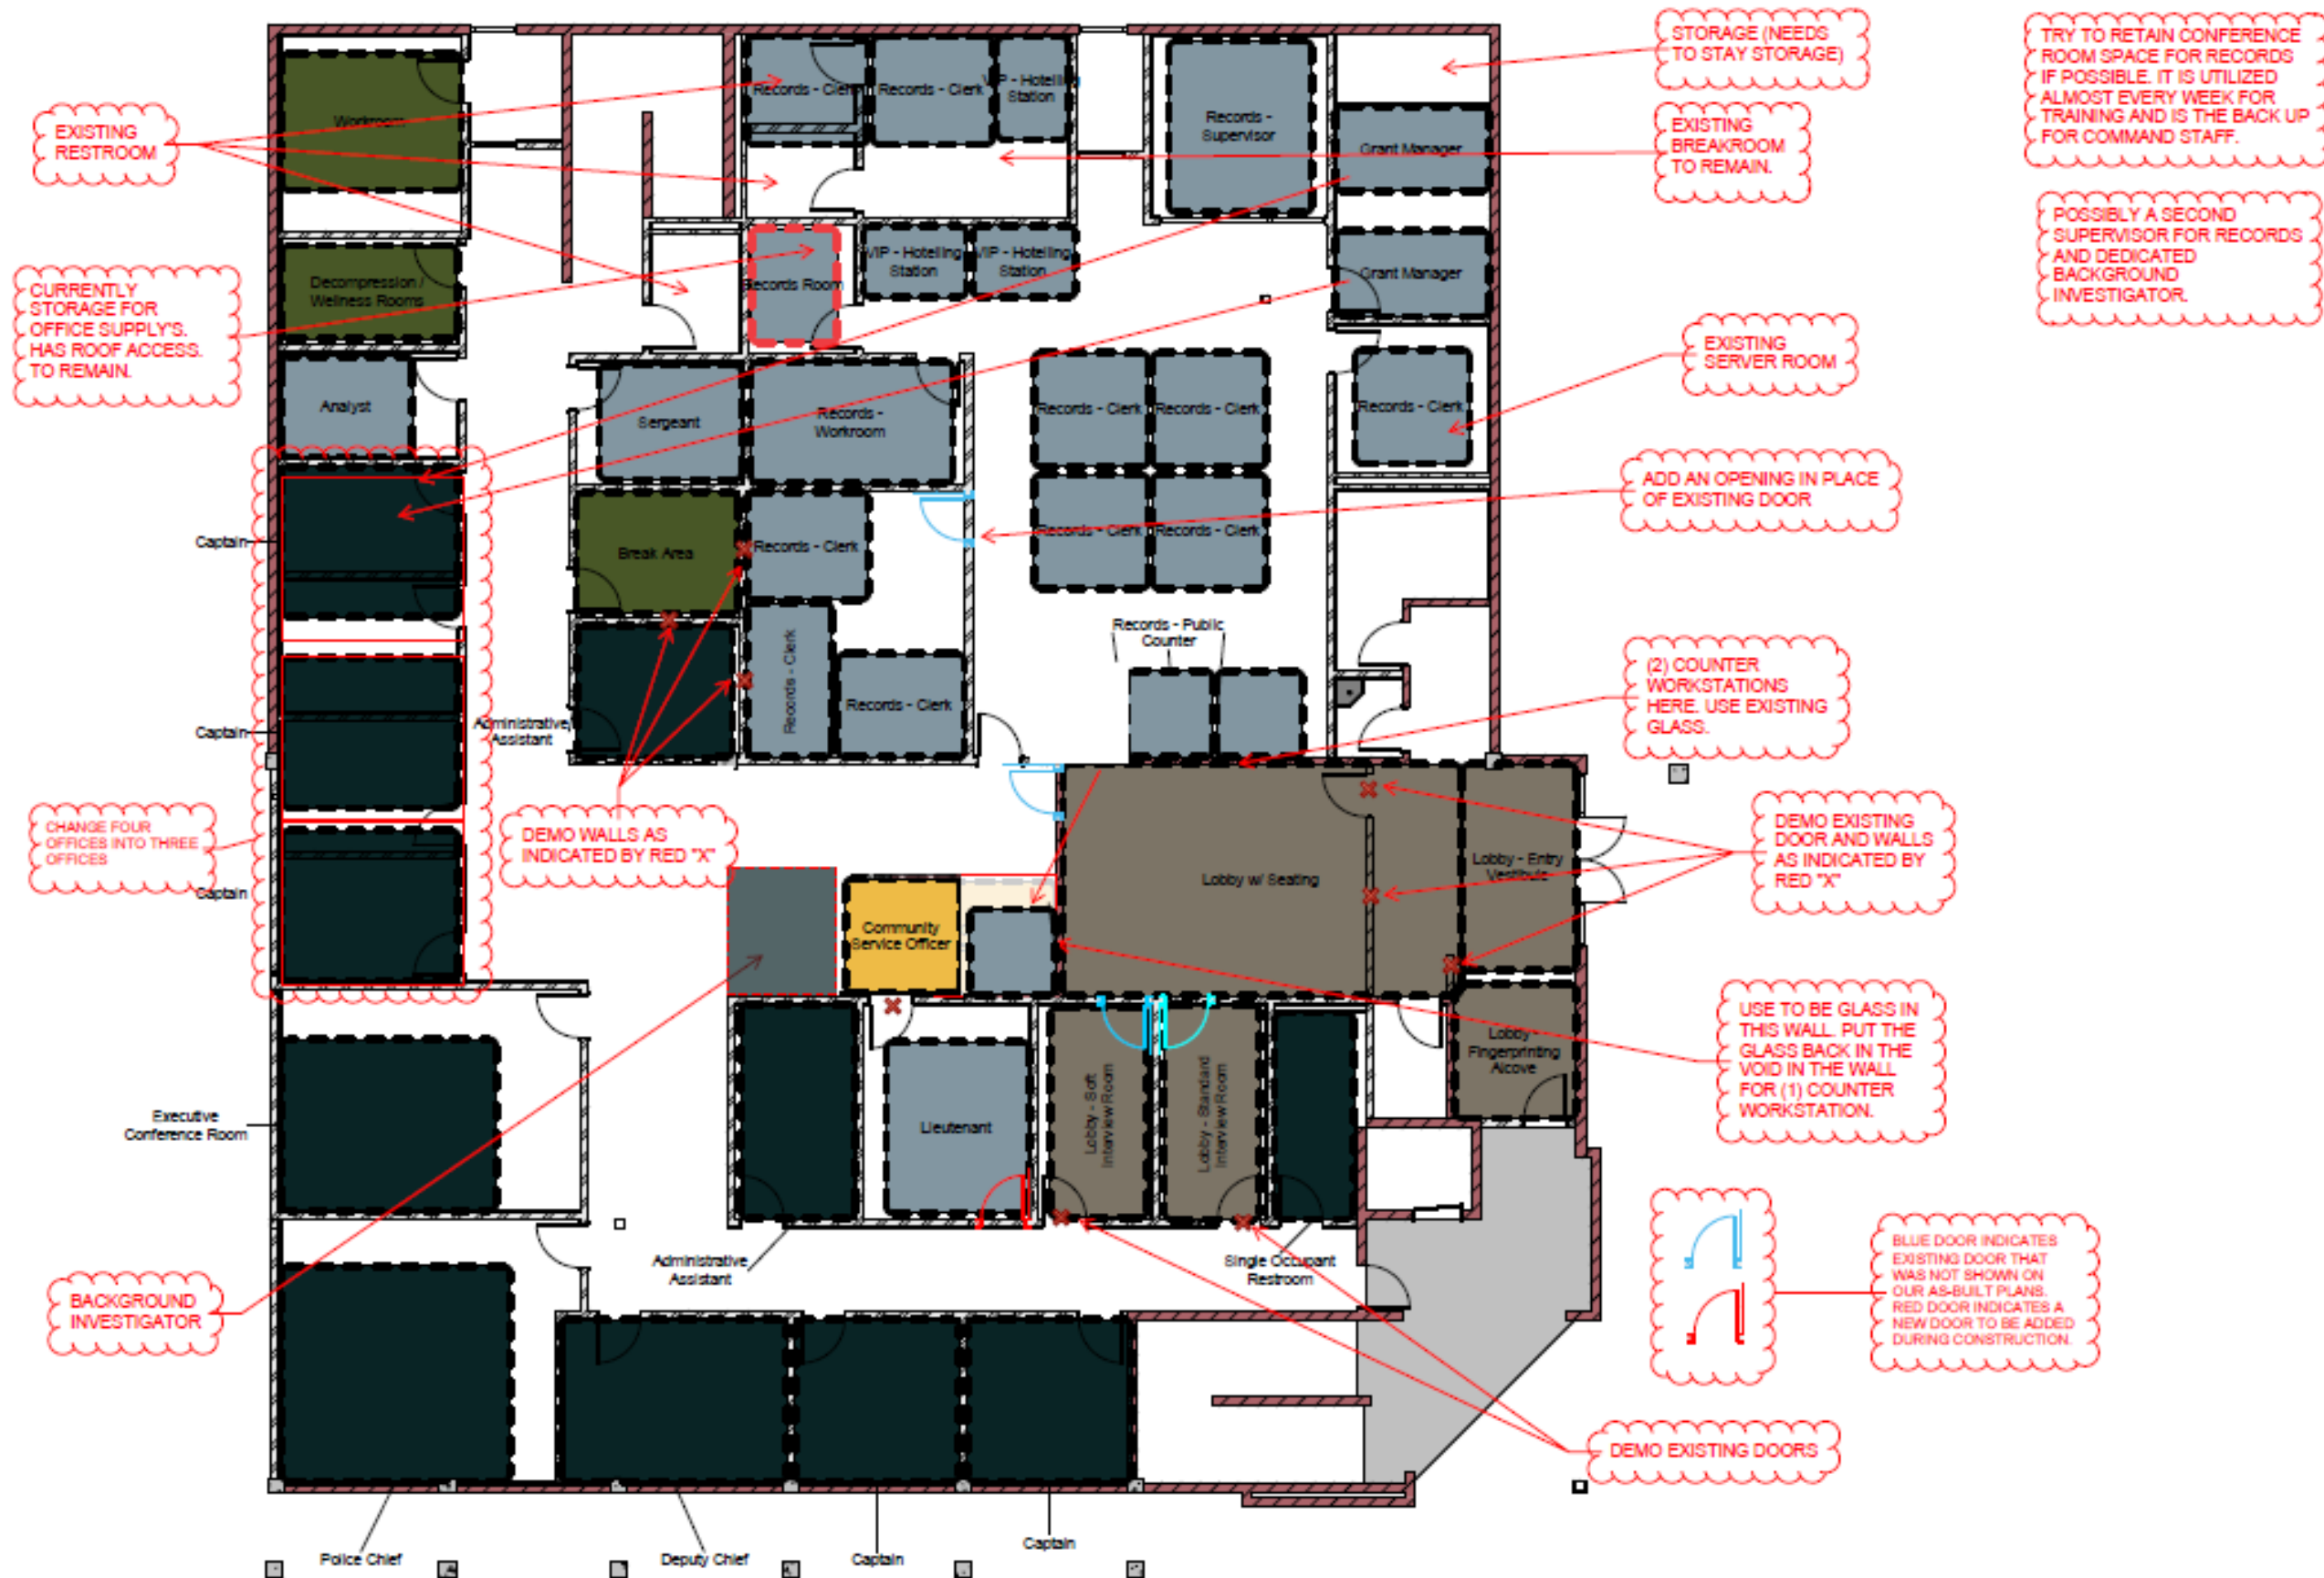 STORAGE (NEEDS
TO STAY STORAGE)
TRY TO RETAIN CONFERENCE
ROOM SPACE FOR RECORDS
IF POSSIBLE. IT IS UTILIZED
ALMOST EVERY WEEK FOR
TRAINING AND IS THE BACK UP
FOR COMMAND STAFF.
EXISTING
RESTROOM
Workroom
Records - Clerk
Records - Clerk
VIP - Hotelling
Station
Records -
Supervisor
Grant Manager
EXISTING
BREAKROOM
TO REMAIN.
POSSIBLY A SECOND
SUPERVISOR FOR RECORDS
AND DEDICATED
BACKGROUND
INVESTIGATOR.
CURRENTLY
STORAGE FOR
OFFICE SUPPLY'S.
HAS ROOF ACCESS.
TO REMAIN.
Decompression /
Wellness Rooms
Records Room
VIP - Hotelling
Station
VIP - Hotelling
Station
Grant Manager
EXISTING
SERVER ROOM
Analyst
Sergeant
Records -
Workroom
Records - Clerk
Records - Clerk
Records - Clerk
ADD AN OPENING IN PLACE
OF EXISTING DOOR
Captain
Break Area
Records - Clerk
Records - Clerk
Records - Clerk
Records - Public
Counter
(2) COUNTER
WORKSTATIONS
HERE. USE EXISTING
GLASS.
Captain
Administrative
Assistant
Records - Clerk
Records - Clerk
CHANGE FOUR
OFFICES INTO THREE
OFFICES
Captain
DEMO WALLS AS
INDICATED BY RED "X"
Community
Service Officer
Lobby w/ Seating
Lobby - Entry
Vestibule
DEMO EXISTING
DOOR AND WALLS
AS INDICATED BY
RED "X"
Executive
Conference Room
Lieutenant
Lobby - Soft
Interview Room
Lobby - Standard
Interview Room
Lobby -
Fingerprinting
Alcove
USE TO BE GLASS IN
THIS WALL. PUT THE
GLASS BACK IN THE
VOID IN THE WALL
FOR (1) COUNTER
WORKSTATION.
BACKGROUND
INVESTIGATOR
Administrative
Assistant
Single Occupant
Restroom
BLUE DOOR INDICATES
EXISTING DOOR THAT
WAS NOT SHOWN ON
OUR AS-BUILT PLANS.
RED DOOR INDICATES A
NEW DOOR TO BE ADDED
DURING CONSTRUCTION.
DEMO EXISTING DOORS
Police Chief
Deputy Chief
Captain
Captain